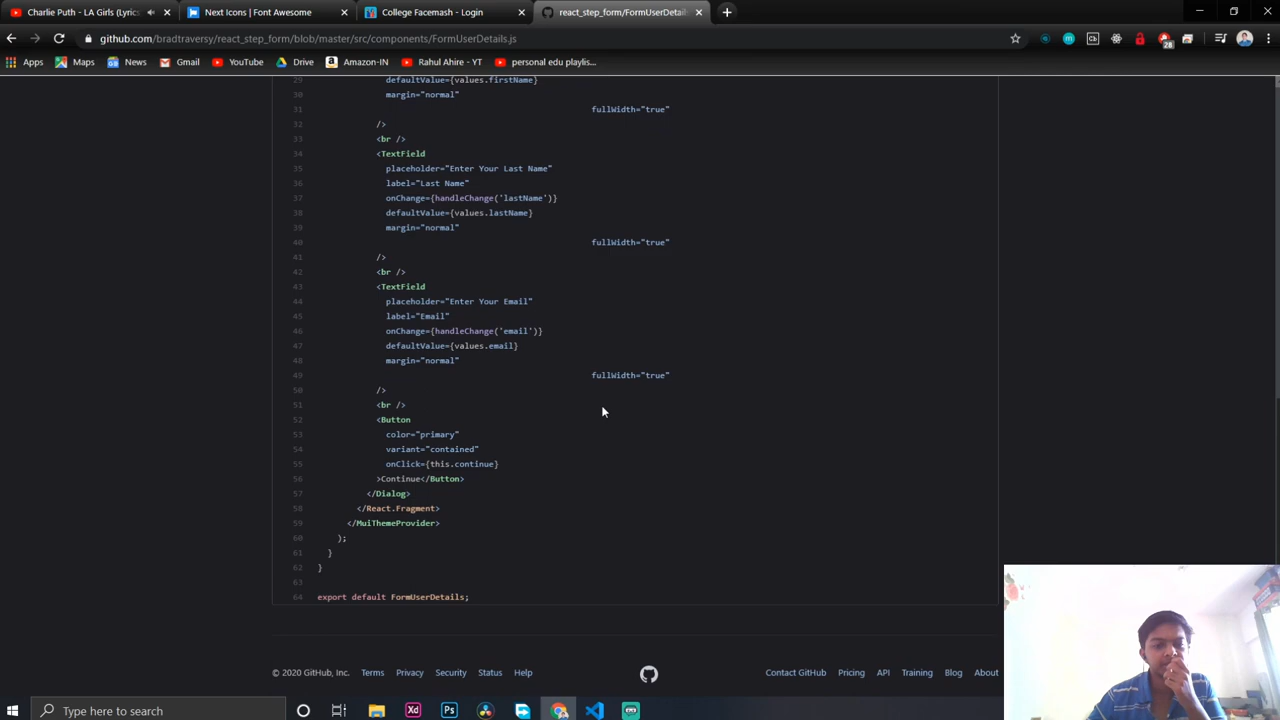 Charlie Puth - LA Girls (Lyrics
Next Icons | Font Awesome
College Facemash - Login
react_step_form/FormUserDetails
github.com/bradtraversy/react_step_form/blob/master/src/components/FormUserDetails.js
28
Apps
Maps
News
Gmail
YouTube
Drive
Amazon-IN
Rahul Ahire - YT
personal edu playlis...
29 defaultValue={values.firstName}
30 margin="normal"
31 fullWidth="true"
32 />
33 <br />
34 <TextField
35 placeholder="Enter Your Last Name"
36 label="Last Name"
37 onChange={handleChange('lastName')}
38 defaultValue={values.lastName}
39 margin="normal"
40 fullWidth="true"
41 />
42 <br />
43 <TextField
44 placeholder="Enter Your Email"
45 label="Email"
46 onChange={handleChange('email')}
47 defaultValue={values.email}
48 margin="normal"
49 fullWidth="true"
50 />
51 <br />
52 <Button
53 color="primary"
54 variant="contained"
55 onClick={this.continue}
56 >Continue</Button>
57 </Dialog>
58 </React.Fragment>
59 </MuiThemeProvider>
60 );
61 }
62 }
63
64 export default FormUserDetails;
© 2020 GitHub, Inc.
Terms
Privacy
Security
Status
Help
Contact GitHub
Pricing
API
Training
Blog
About
Type here to search
Xd
Ps